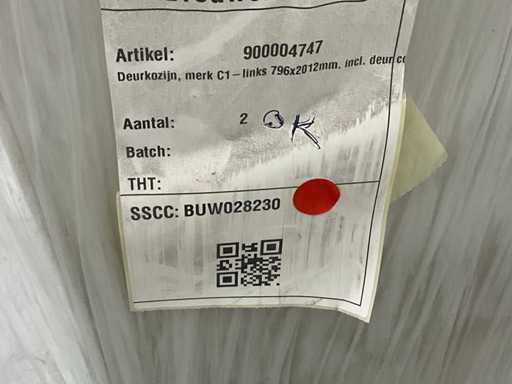 Artikel: 900004747
Deurkozijn, merk C1-links 796x2012mm. incl. deur
Aantal: 2 OK
Batch:
THT:
SSCC: BUW028230